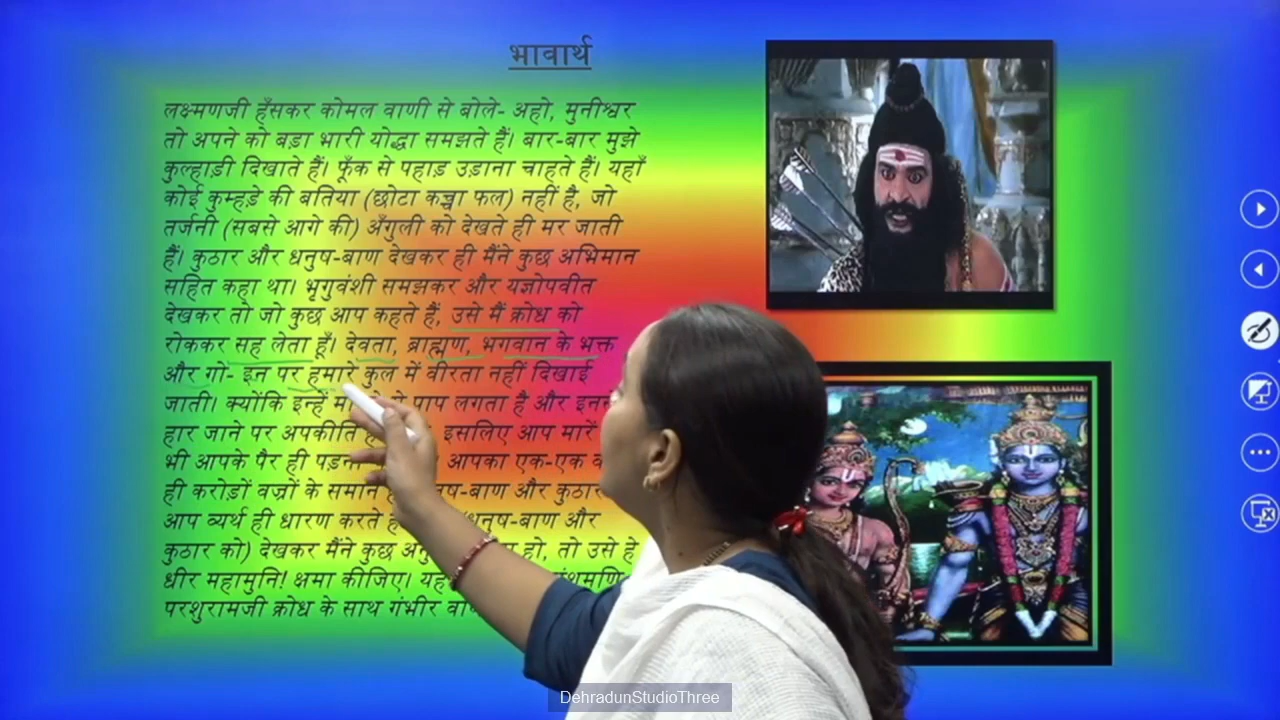 भावार्थ
लक्ष्मणजी हँसकर कोमल वाणी से बोले- अहो, मुनीश्वर
तो अपने को बड़ा भारी योद्धा समझते हैं। बार-बार मुझे
कुल्हाड़ी दिखाते हैं। फूँक से पहाड़ उड़ाना चाहते हैं। यहाँ
कोई कुम्हड़े की बतिया (छोटा कच्चा फल) नहीं है, जो
तर्जनी (सबसे आगे की) अँगुली को देखते ही मर जाती
हैं। कुठार और धनुष-बाण देखकर ही मैंने कुछ अभिमान
सहित कहा था। भृगुवंशी समझकर और यज्ञोपवीत
देखकर तो जो कुछ आप कहते हैं, उसे मैं क्रोध को
रोककर सह लेता हूँ। देवता, ब्राह्मण, भगवान के भक्त
और गो- इन पर हमारे कुल में वीरता नहीं दिखाई
जाती। क्योंकि इन्हें पाप लगता है और
हार जाने पर अपकीर्ति इसलिए आप मारें
भी आपके पैर ही आपका एक-एक
ही करोड़ों वज्रों के समान और कुठार
आप व्यर्थ ही धारण करते धनुष-बाण और
कुठार को) देखकर मैंने कुछ हो, तो उसे हे
धीर महामुनि! क्षमा कीजिए।
परशुरामजी क्रोध के साथ गंभीर
DehradunStudioThree